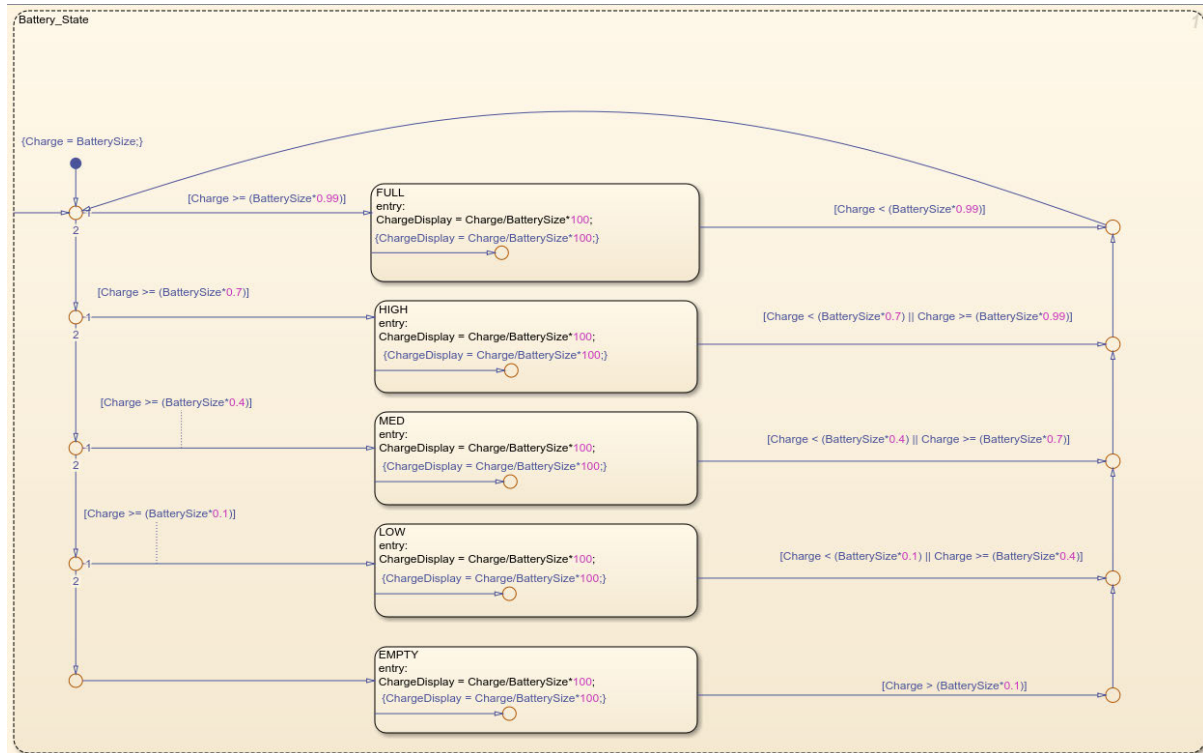 Battery_State
1
{Charge = BatterySize;}
[Charge >= (BatterySize*0.99)]
1
2
FULL
entry:
ChargeDisplay = Charge/BatterySize*100;
{ChargeDisplay = Charge/BatterySize*100;}
[Charge < (BatterySize*0.99)]
[Charge >= (BatterySize*0.7)]
1
2
HIGH
entry:
ChargeDisplay = Charge/BatterySize*100;
{ChargeDisplay = Charge/BatterySize*100;}
[Charge < (BatterySize*0.7) || Charge >= (BatterySize*0.99)]
[Charge >= (BatterySize*0.4)]
1
2
MED
entry:
ChargeDisplay = Charge/BatterySize*100;
{ChargeDisplay = Charge/BatterySize*100;}
[Charge < (BatterySize*0.4) || Charge >= (BatterySize*0.7)]
[Charge >= (BatterySize*0.1)]
1
2
LOW
entry:
ChargeDisplay = Charge/BatterySize*100;
{ChargeDisplay = Charge/BatterySize*100;}
[Charge < (BatterySize*0.1) || Charge >= (BatterySize*0.4)]
EMPTY
entry:
ChargeDisplay = Charge/BatterySize*100;
{ChargeDisplay = Charge/BatterySize*100;}
[Charge > (BatterySize*0.1)]